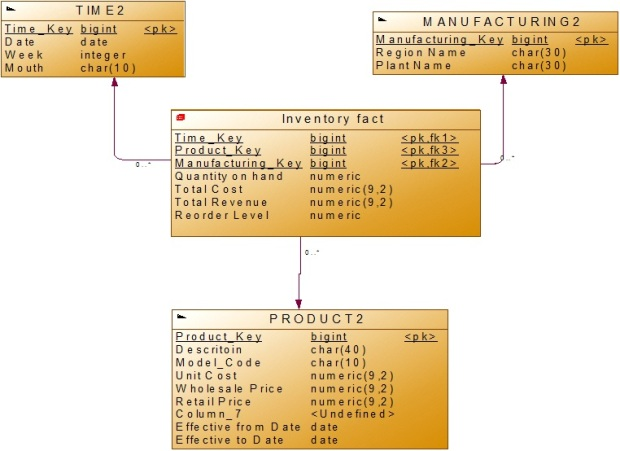 TIME2
Time_Key bigint <pk>
Date date
Week integer
Mouth char(10)
MANUFACTURING2
Manufacturing_Key bigint <pk>
Region Name char(30)
Plant Name char(30)
Inventory fact
Time_Key bigint <pk,fk1>
Product_Key bigint <pk,fk3>
Manufacturing_Key bigint <pk,fk2>
Quantity on hand numeric
Total Cost numeric(9,2)
Total Revenue numeric(9,2)
Reorder Level numeric
0..*
0..*
0..*
PRODUCT2
Product_Key bigint <pk>
Descritoin char(40)
Model_Code char(10)
Unit Cost numeric(9,2)
Wholesale Price numeric(9,2)
Retail Price numeric(9,2)
Column_7 <Undefined>
Effective from Date date
Effective to Date date